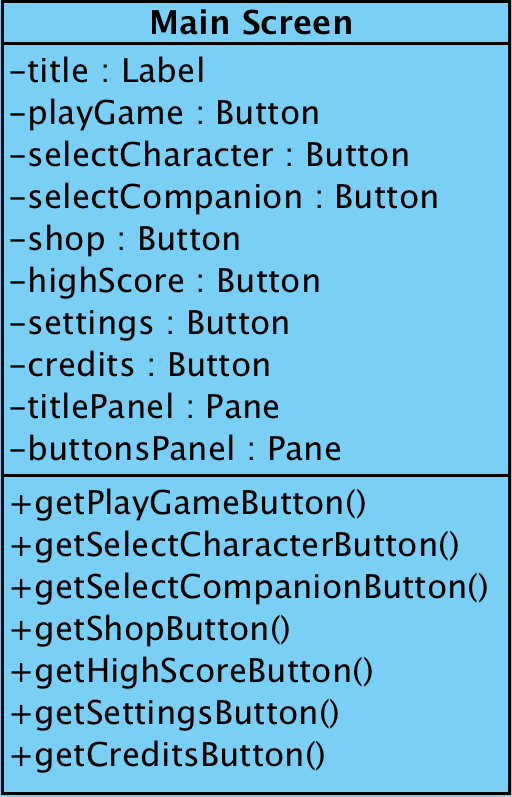 Main Screen
-title : Label
-playGame : Button
-selectCharacter : Button
-selectCompanion : Button
-shop : Button
-highScore : Button
-settings : Button
-credits : Button
-titlePanel : Pane
-buttonsPanel : Pane
+getPlayGameButton()
+getSelectCharacterButton()
+getSelectCompanionButton()
+getShopButton()
+getHighScoreButton()
+getSettingsButton()
+getCreditsButton()